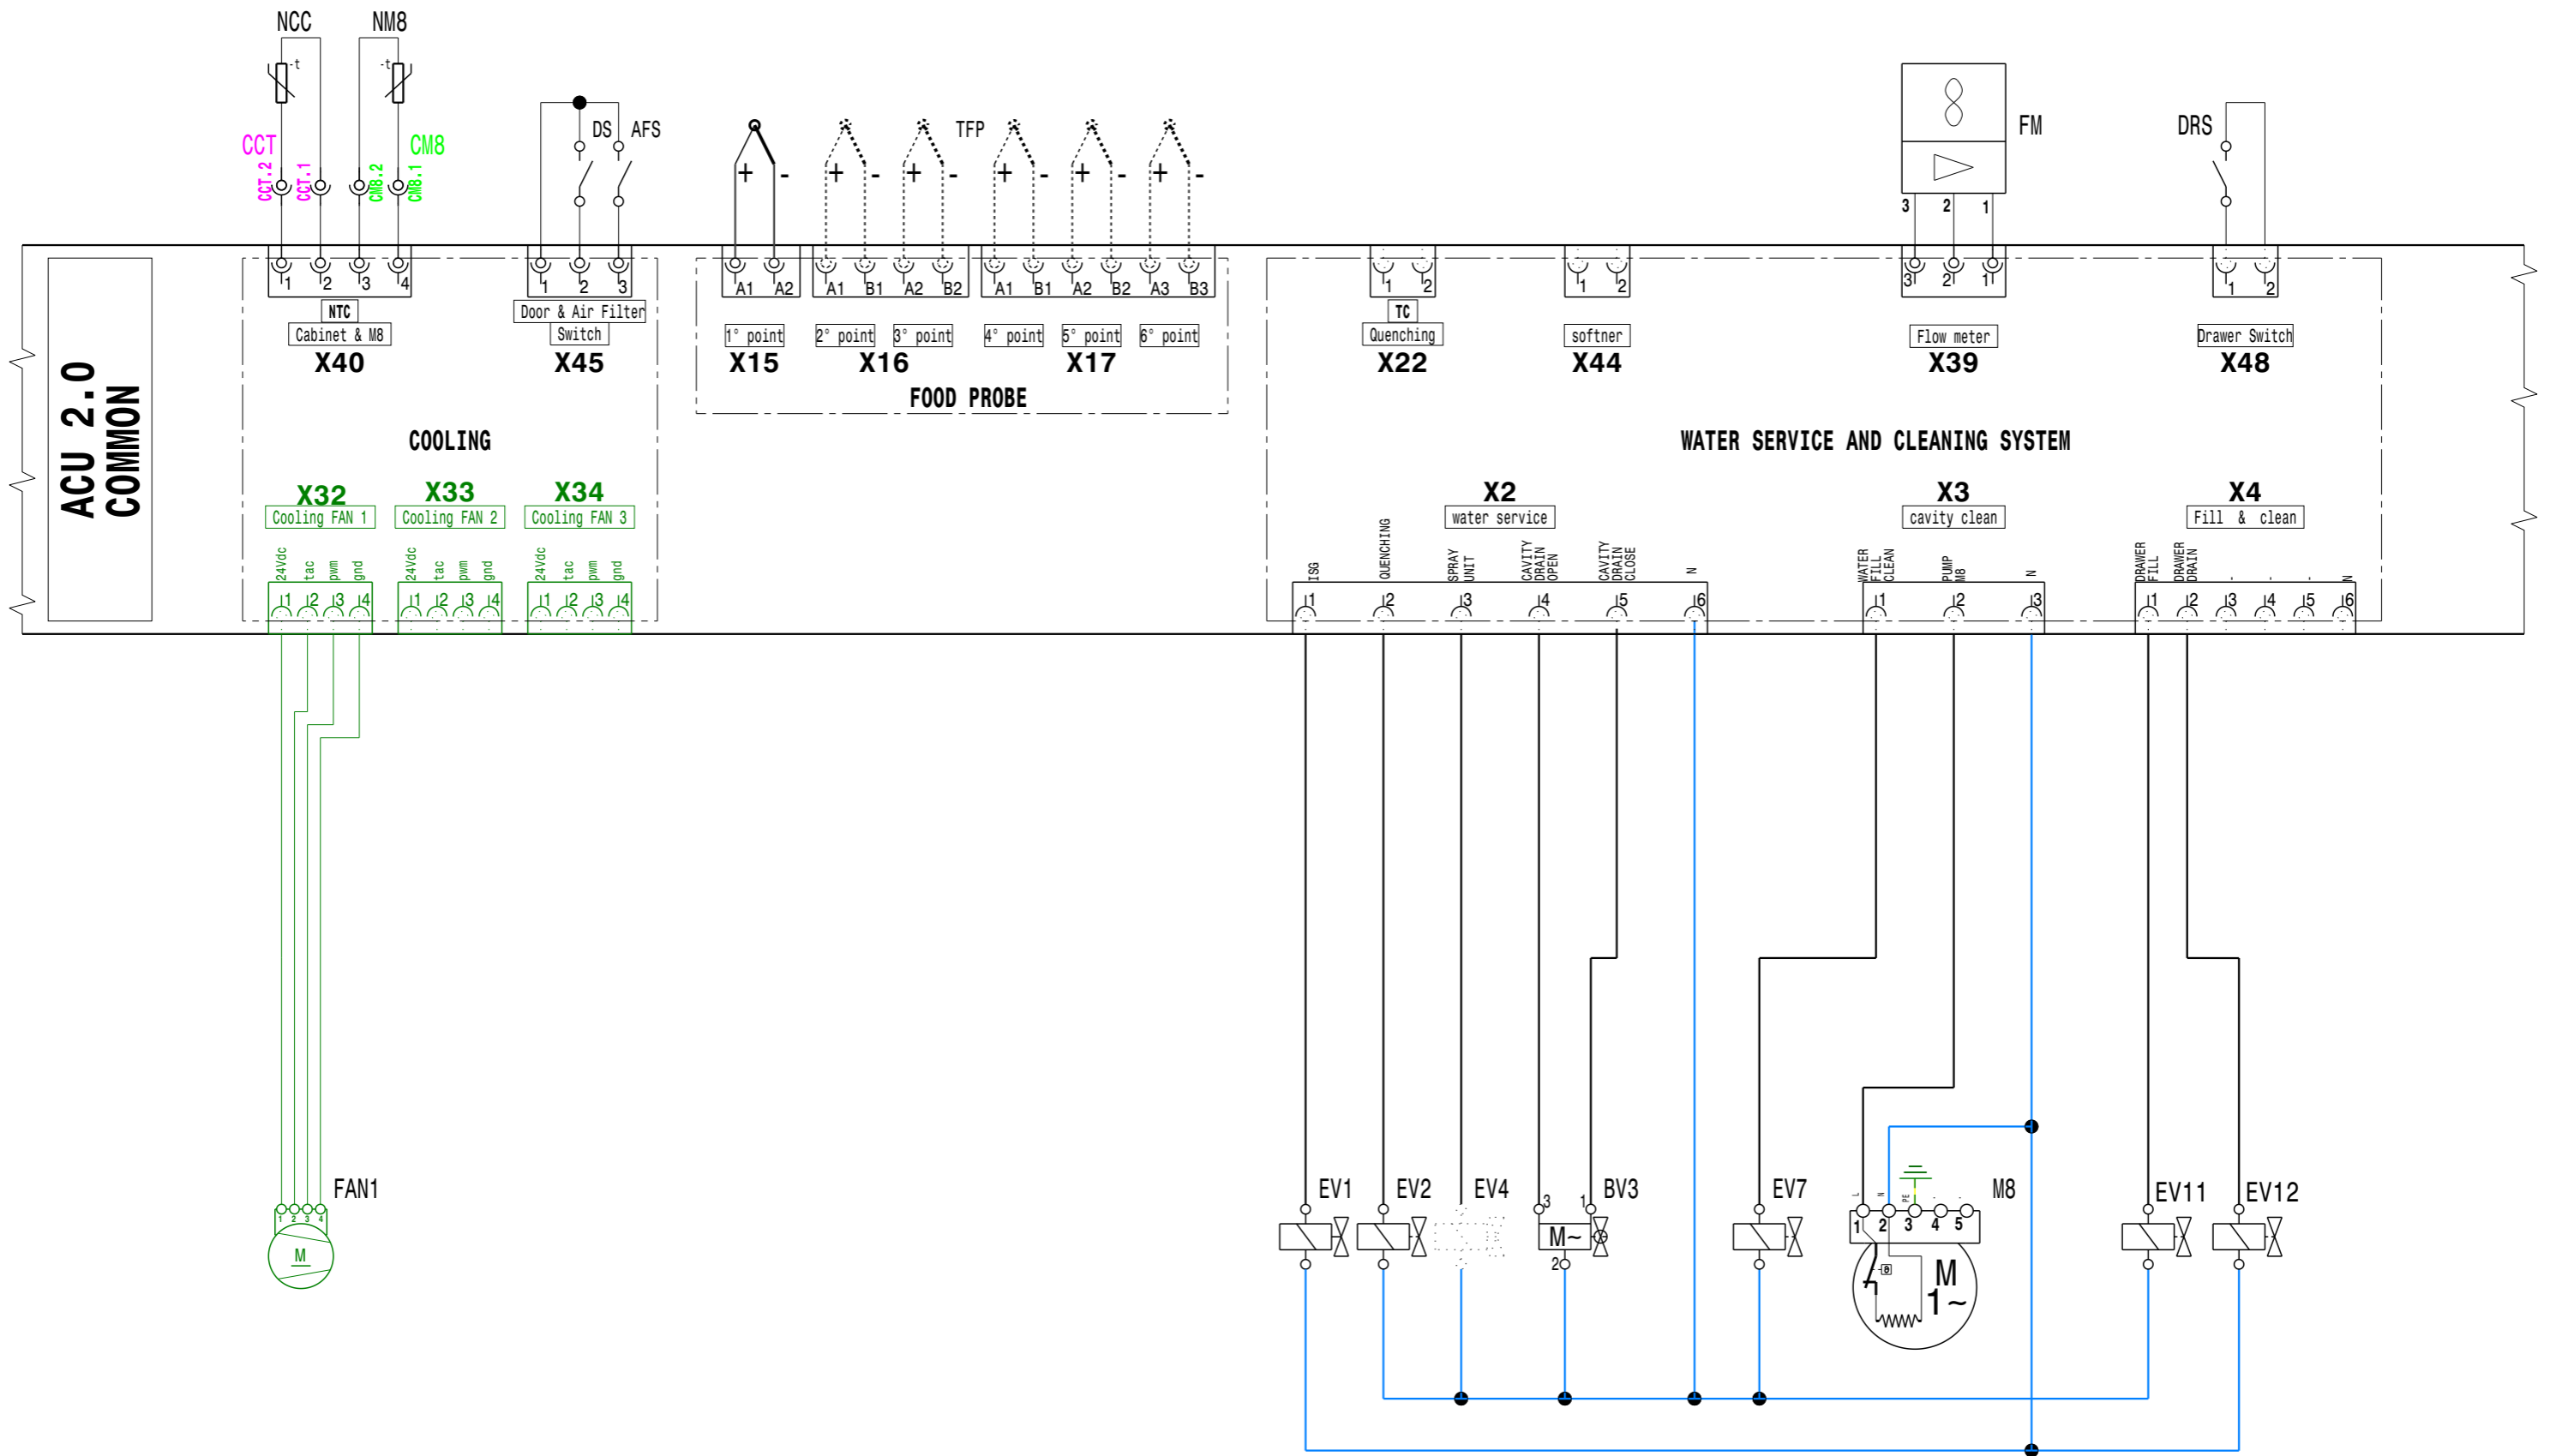 NCC NM8
-t -t
CCT CM8
CCT.2 CCT.1 CM8.2 CM8.1
DS AFS
TFP
+ - + - + - + - + - + -
FM
3 2 1
DRS
1 2 3 4
1 2 3
A1 A2
A1 B1 A2 B2
A1 B1 A2 B2 A3 B3
1 2
1 2
3 2 1
1 2
NTC
Cabinet & M8
X40
Door & Air Filter
Switch
X45
1° point
X15
2° point 3° point
X16
4° point 5° point 6° point
X17
FOOD PROBE
TC
Quenching
X22
softner
X44
Flow meter
X39
Drawer Switch
X48
ACU 2.0
COMMON
COOLING
WATER SERVICE AND CLEANING SYSTEM
X32
Cooling FAN 1
X33
Cooling FAN 2
X34
Cooling FAN 3
24Vdc tac pwm gnd
24Vdc tac pwm gnd
24Vdc tac pwm gnd
1 2 3 4
1 2 3 4
1 2 3 4
X2
water service
ISG
QUENCHING
SPRAY
UNIT
CAVITY
DRAIN
OPEN
CAVITY
DRAIN
CLOSE
N
1 2 3 4 5 6
X3
cavity clean
WATER
FILL
CLEAN
PUMP
M8
N
1 2 3
X4
Fill & clean
DRAWER
FILL
DRAWER
DRAIN
- - -
N
1 2 3 4 5 6
FAN1
1 2 3 4
M
EV1
EV2
EV4
BV3
3 1
M~
2
EV7
M8
L N PE - -
1 2 3 4 5
θ
M
1~
EV11
EV12